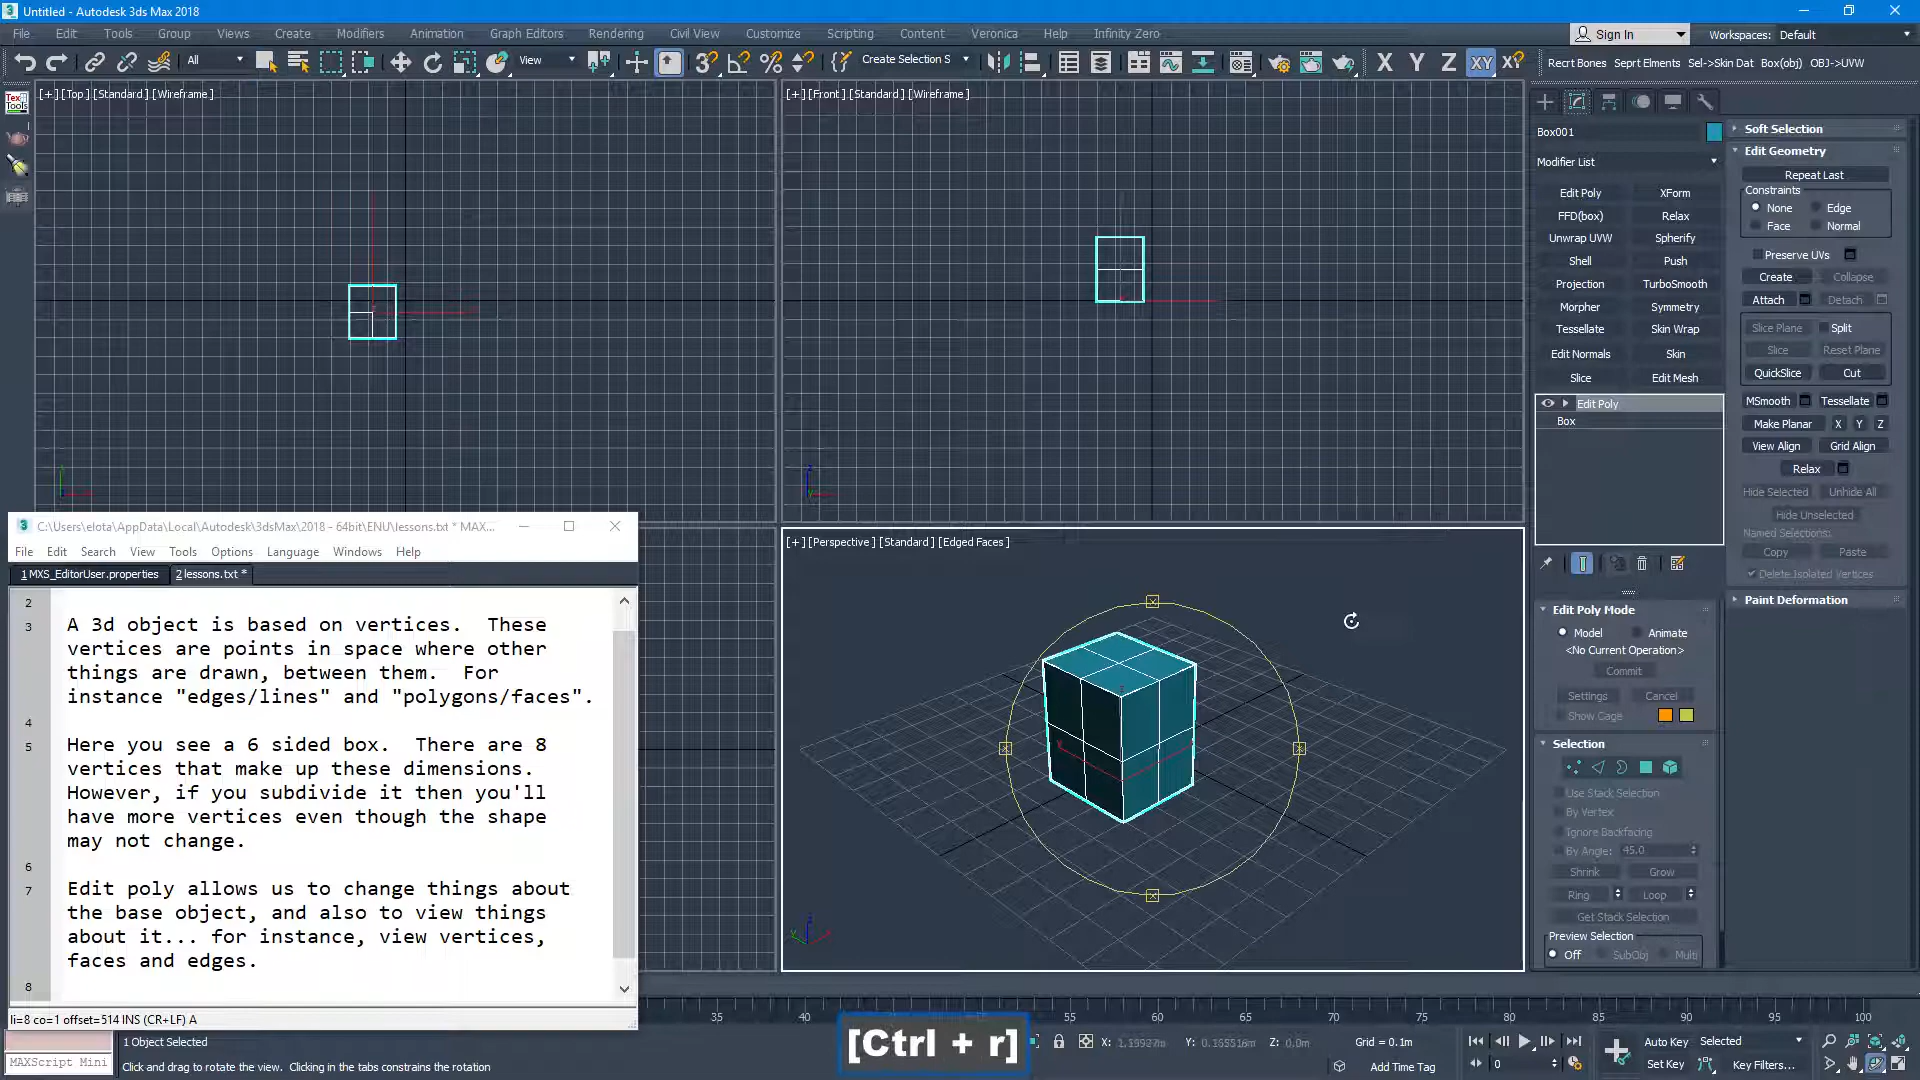 Untitled - Autodesk 3ds Max 2018
File Edit Tools Group Views Create Modifiers Animation Graph Editors Rendering Civil View Customize Scripting Content Veronica Help Infinity Zero
Sign In
Workspaces: Default
All
View
Create Selection S
X Y Z XY XY
Recrt Bones Seprt Elments Sel->Skin Dat Box(obj) OBJ->UVW
[+] [Top] [Standard] [Wireframe]
[+] [Front] [Standard] [Wireframe]
Box001
Modifier List
Edit Poly XForm
FFD(box) Relax
Unwrap UVW Spherify
Shell Push
Projection TurboSmooth
Morpher Symmetry
Tessellate Skin Wrap
Edit Normals Skin
Slice Edit Mesh
Edit Poly
Box
Edit Poly Mode
Model Animate
<No Current Operation>
Commit
Settings Cancel
Show Cage
Selection
Use Stack Selection
By Vertex
Ignore Backfacing
By Angle: 45.0
Shrink Grow
Ring Loop
Get Stack Selection
Preview Selection
Off SubObj Multi
Soft Selection
Edit Geometry
Repeat Last
Constraints
None Edge
Face Normal
Preserve UVs
Create Collapse
Attach Detach
Slice Plane Split
Slice Reset Plane
QuickSlice Cut
MSmooth Tessellate
Make Planar X Y Z
View Align Grid Align
Relax
Hide Selected Unhide All
Hide Unselected
Named Selections:
Copy Paste
Delete Isolated Vertices
Paint Deformation
C:\Users\elota\AppData\Local\Autodesk\3dsMax\2018 - 64bit\ENU\lessons.txt * MAX...
File Edit Search View Tools Options Language Windows Help
1 MXS_EditorUser.properties 2 lessons.txt *
2
3 A 3d object is based on vertices. These
vertices are points in space where other
things are drawn, between them. For
instance "edges/lines" and "polygons/faces".
4
5 Here you see a 6 sided box. There are 8
vertices that make up these dimensions.
However, if you subdivide it then you'll
have more vertices even though the shape
may not change.
6
7 Edit poly allows us to change things about
the base object, and also to view things
about it... for instance, view vertices,
faces and edges.
8
li=8 co=1 offset=514 INS (CR+LF) A
[+] [Perspective] [Standard] [Edged Faces]
35 40 55 60 65 70 75 80 85 90 95 100
[Ctrl + r]
MAXScript Mini
1 Object Selected
Click and drag to rotate the view. Clicking in the tabs constrains the rotation
X: 1.19927m Y: 0.165516m Z: 0.0m
Grid = 0.1m
Add Time Tag
0
Auto Key Selected
Set Key Key Filters...